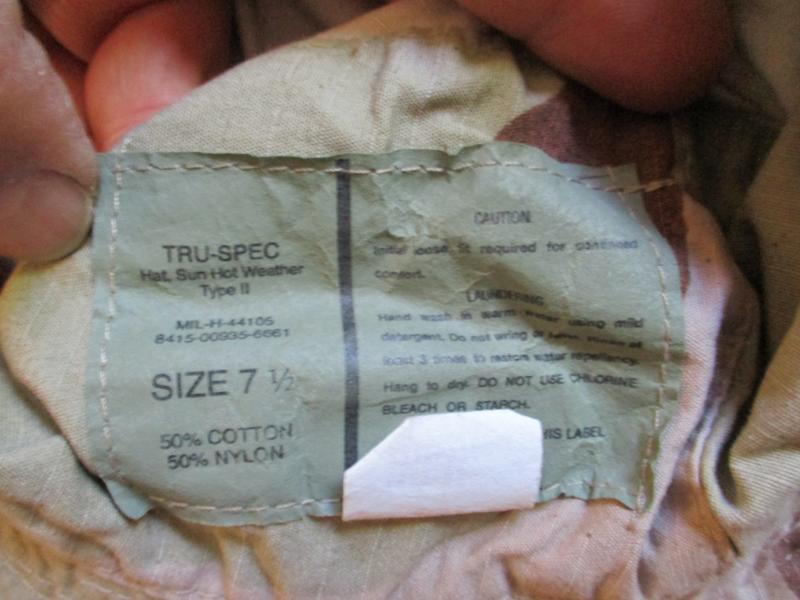 TRU-SPEC
Hat, Sun Hot Weather
Type II
MIL-H-44105
8415-00935-6661
SIZE 7 ½
50% COTTON
50% NYLON
CAUTION
Initial loose fit required for continued
comfort.
LAUNDERING
Hand wash in warm water using mild
detergent. Do not wring or
least 3 times to restore water repellency.
Hang to dry. DO NOT USE CHLORINE
BLEACH OR STARCH.
THIS LABEL